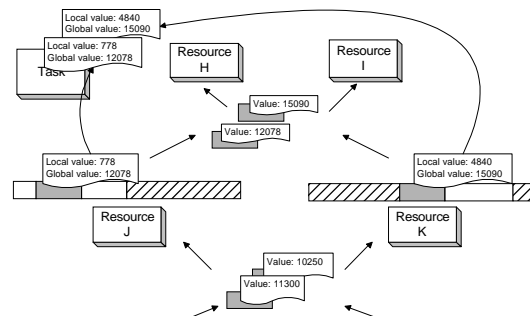 Local value: 4840
Global value: 15090
Local value: 778
Global value: 12078
Task
Resource
H
Resource
I
Value: 15090
Value: 12078
Local value: 778
Global value: 12078
Local value: 4840
Global value: 15090
Resource
J
Resource
K
Value: 10250
Value: 11300